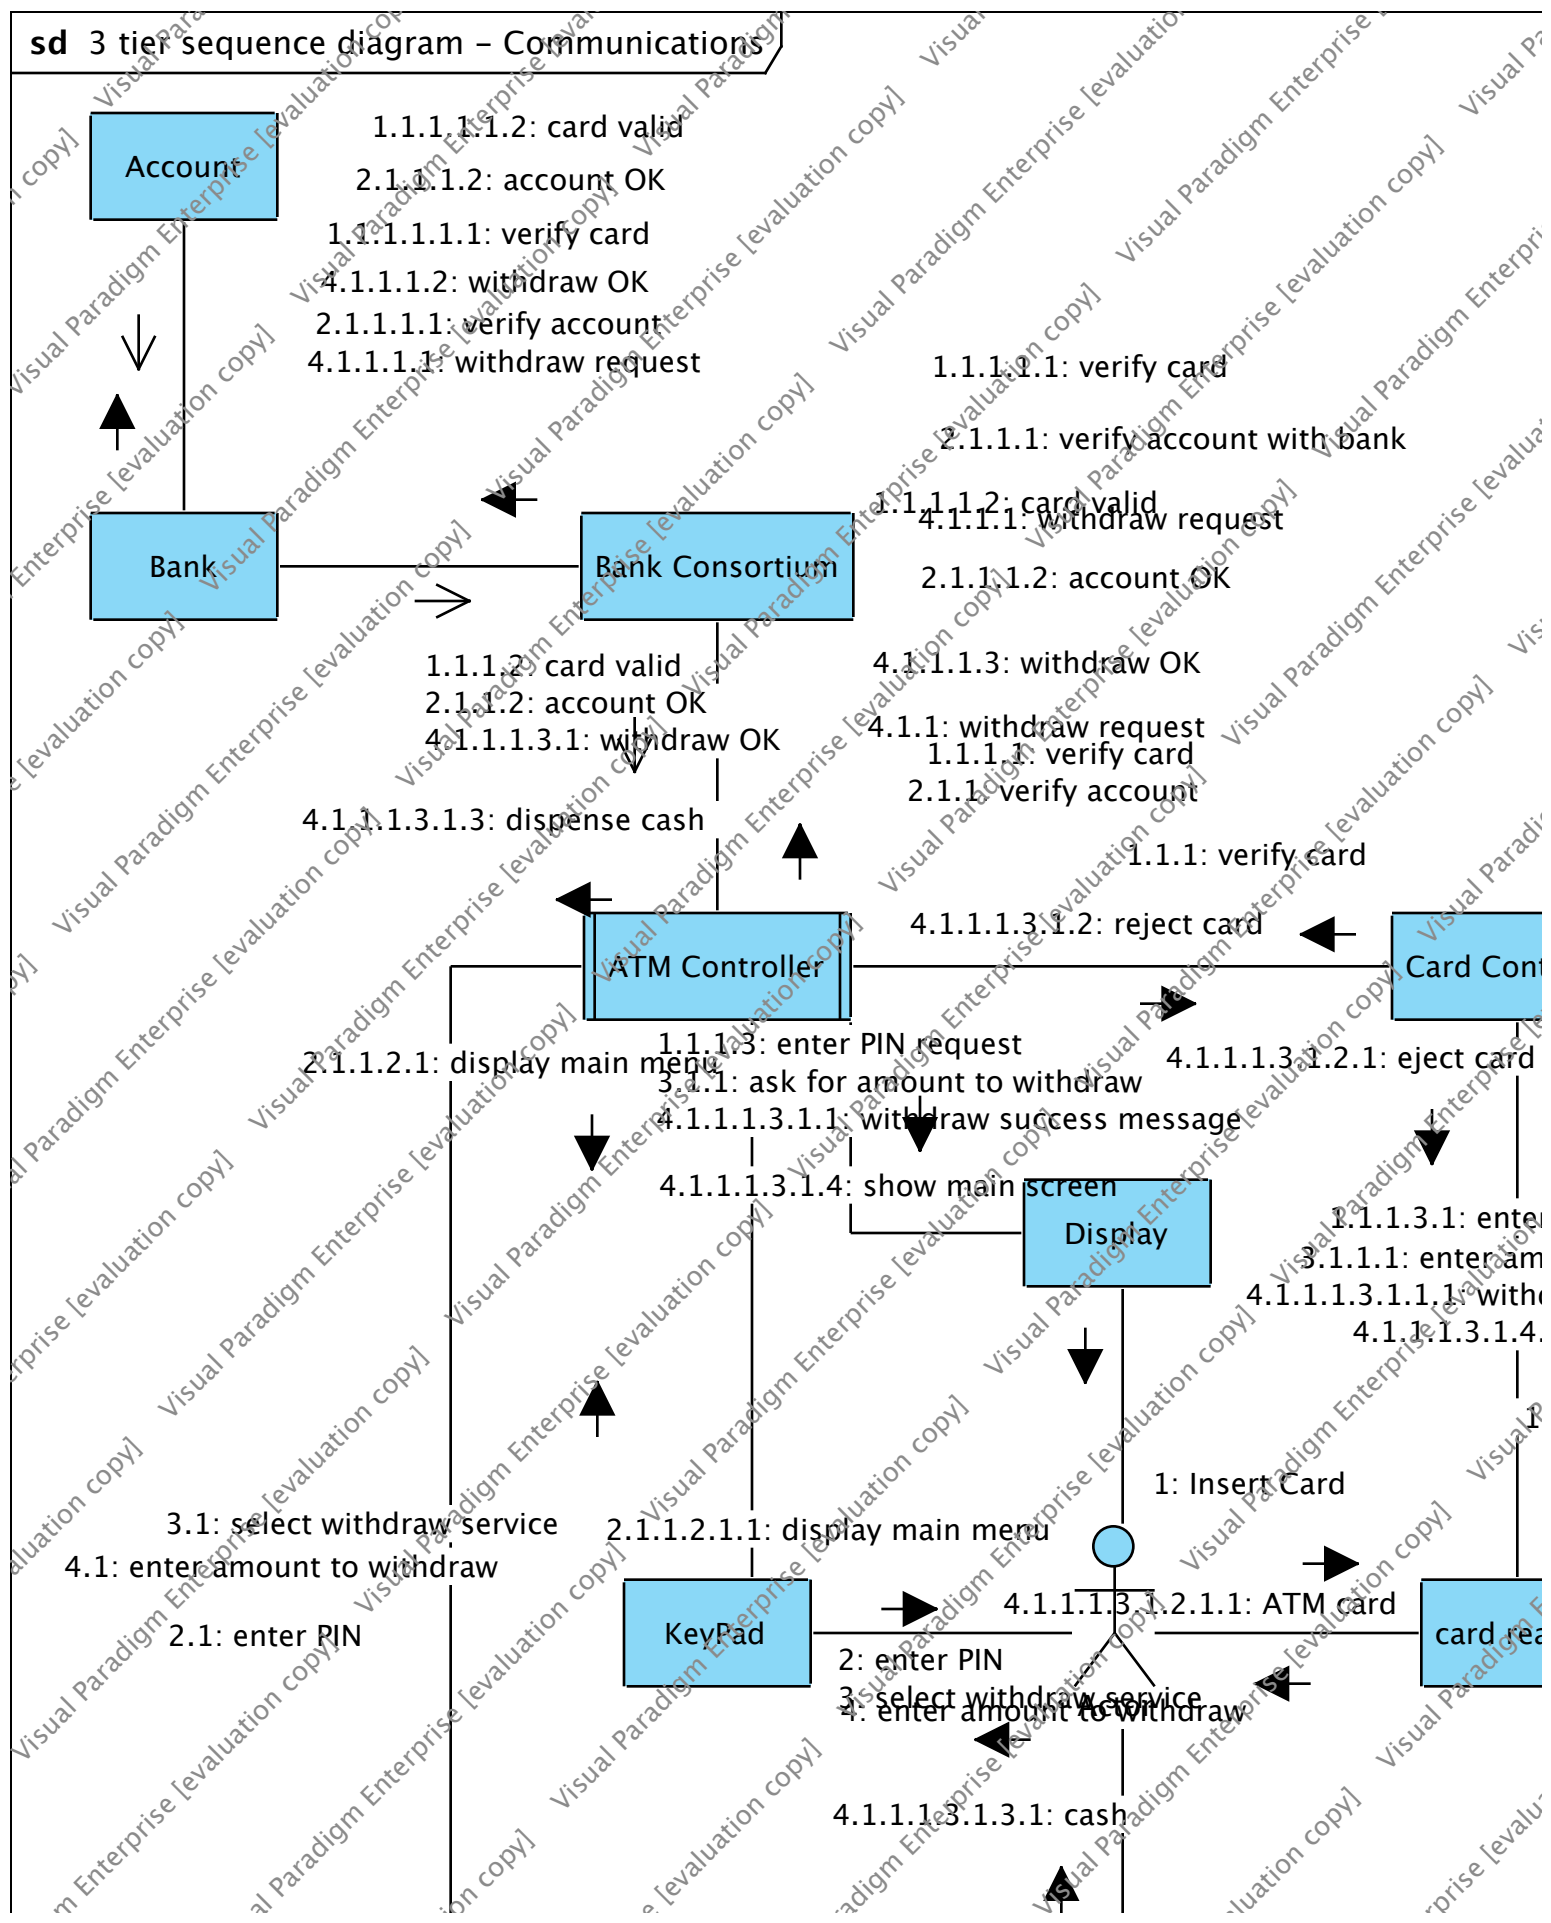 sd 3 tier sequence diagram – Communications
Account
1.1.1.1.1.2: card valid
2.1.1.1.2: account OK
1.1.1.1.1.1: verify card
4.1.1.1.2: withdraw OK
2.1.1.1.1: verify account
4.1.1.1.1: withdraw request
1.1.1.1.1: verify card
2.1.1.1: verify account with bank
1.1.1.1.2: card valid
4.1.1.1: withdraw request
Bank
Bank Consortium
2.1.1.1.2: account OK
1.1.1.2: card valid
2.1.1.2: account OK
4.1.1.1.3.1: withdraw OK
4.1.1.1.3: withdraw OK
4.1.1: withdraw request
1.1.1.1: verify card
2.1.1: verify account
4.1.1.1.3.1.3: dispense cash
1.1.1: verify card
4.1.1.1.3.1.2: reject card
ATM Controller
Card Cont
2.1.1.2.1: display main menu
1.1.1.3: enter PIN request
3.1.1: ask for amount to withdraw
4.1.1.1.3.1.1: withdraw success message
4.1.1.1.3.1.2.1: eject card
4.1.1.1.3.1.4: show main screen
Display
1.1.1.3.1: enter
3.1.1.1: enter am
4.1.1.1.3.1.1.1: withd
4.1.1.1.3.1.4.
1
1: Insert Card
3.1: select withdraw service
2.1.1.2.1.1: display main menu
4.1: enter amount to withdraw
4.1.1.1.3.1.2.1.1: ATM card
2.1: enter PIN
KeyPad
card rea
2: enter PIN
3: select withdraw service
4: enter amount to withdraw
Actor
4.1.1.1.3.1.3.1: cash
Visual Paradigm Enterprise [evaluation copy]